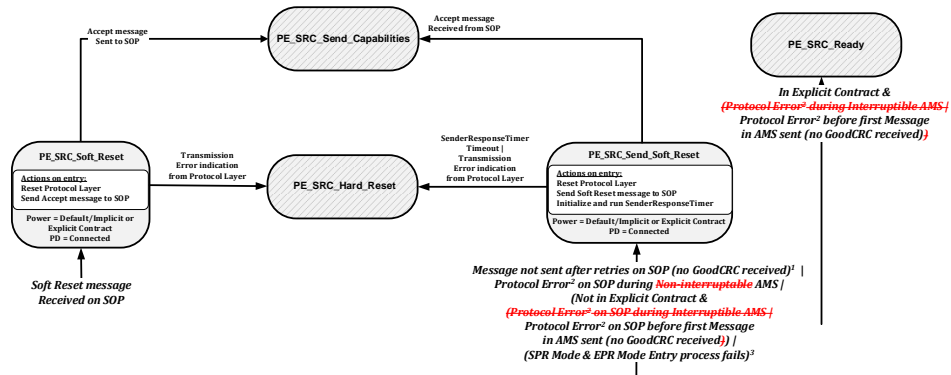 Accept message
Sent to SOP
PE_SRC_Send_Capabilities
Accept message
Received from SOP
PE_SRC_Ready
In Explicit Contract &
(Protocol Error² during Interruptible AMS |
Protocol Error² before first Message
in AMS sent (no GoodCRC received))
PE_SRC_Soft_Reset
Actions on entry:
Reset Protocol Layer
Send Accept message to SOP
Power = Default/Implicit or
Explicit Contract
PD = Connected
Transmission
Error indication
from Protocol Layer
PE_SRC_Hard_Reset
SenderResponseTimer
Timeout |
Transmission
Error indication
from Protocol Layer
PE_SRC_Send_Soft_Reset
Actions on entry:
Reset Protocol Layer
Send Soft Reset message to SOP
Initialize and run SenderResponseTimer
Power = Default/Implicit or Explicit Contract
PD = Connected
Soft Reset message
Received on SOP
Message not sent after retries on SOP (no GoodCRC received)¹ |
Protocol Error² on SOP during Non-interruptable AMS |
(Not in Explicit Contract &
(Protocol Error² on SOP during Interruptible AMS |
Protocol Error² on SOP before first Message
in AMS sent (no GoodCRC received)) |
(SPR Mode & EPR Mode Entry process fails)³